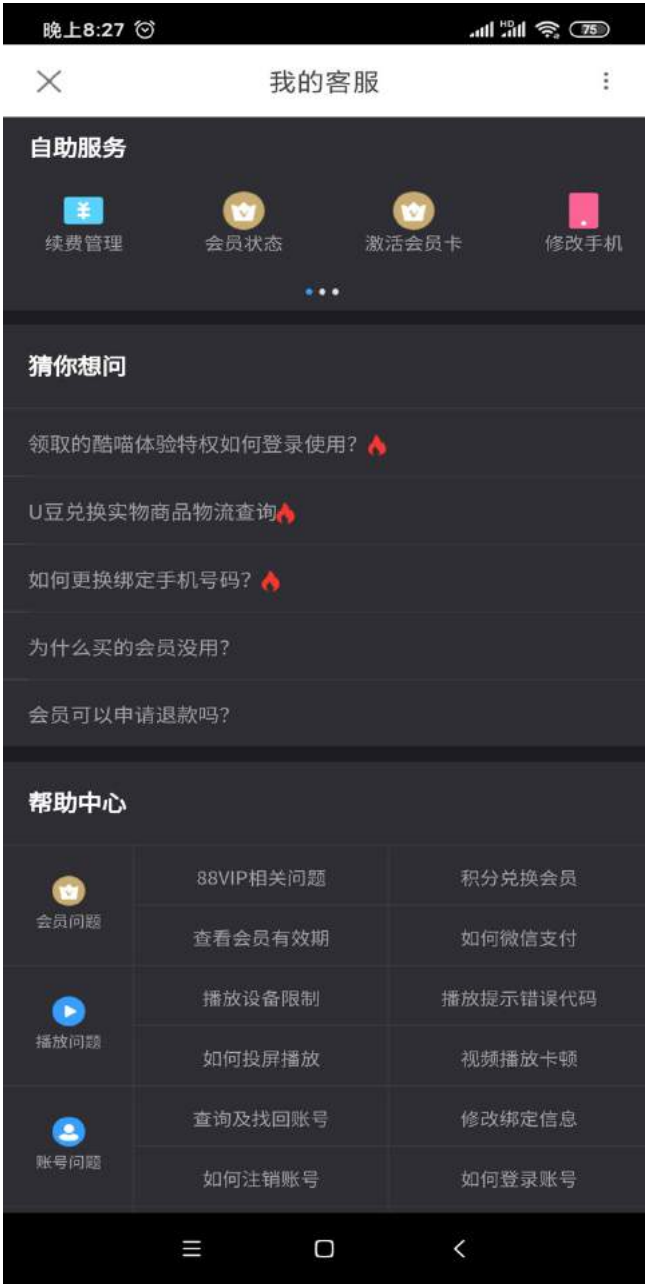 晚上8:27
HD
75
我的客服
自助服务
续费管理
会员状态
激活会员卡
修改手机
猜你想问
领取的酷喵体验特权如何登录使用?
U豆兑换实物商品物流查询
如何更换绑定手机号码?
为什么买的会员没用?
会员可以申请退款吗?
帮助中心
会员问题
88VIP相关问题
积分兑换会员
查看会员有效期
如何微信支付
播放问题
播放设备限制
播放提示错误代码
如何投屏播放
视频播放卡顿
账号问题
查询及找回账号
修改绑定信息
如何注销账号
如何登录账号